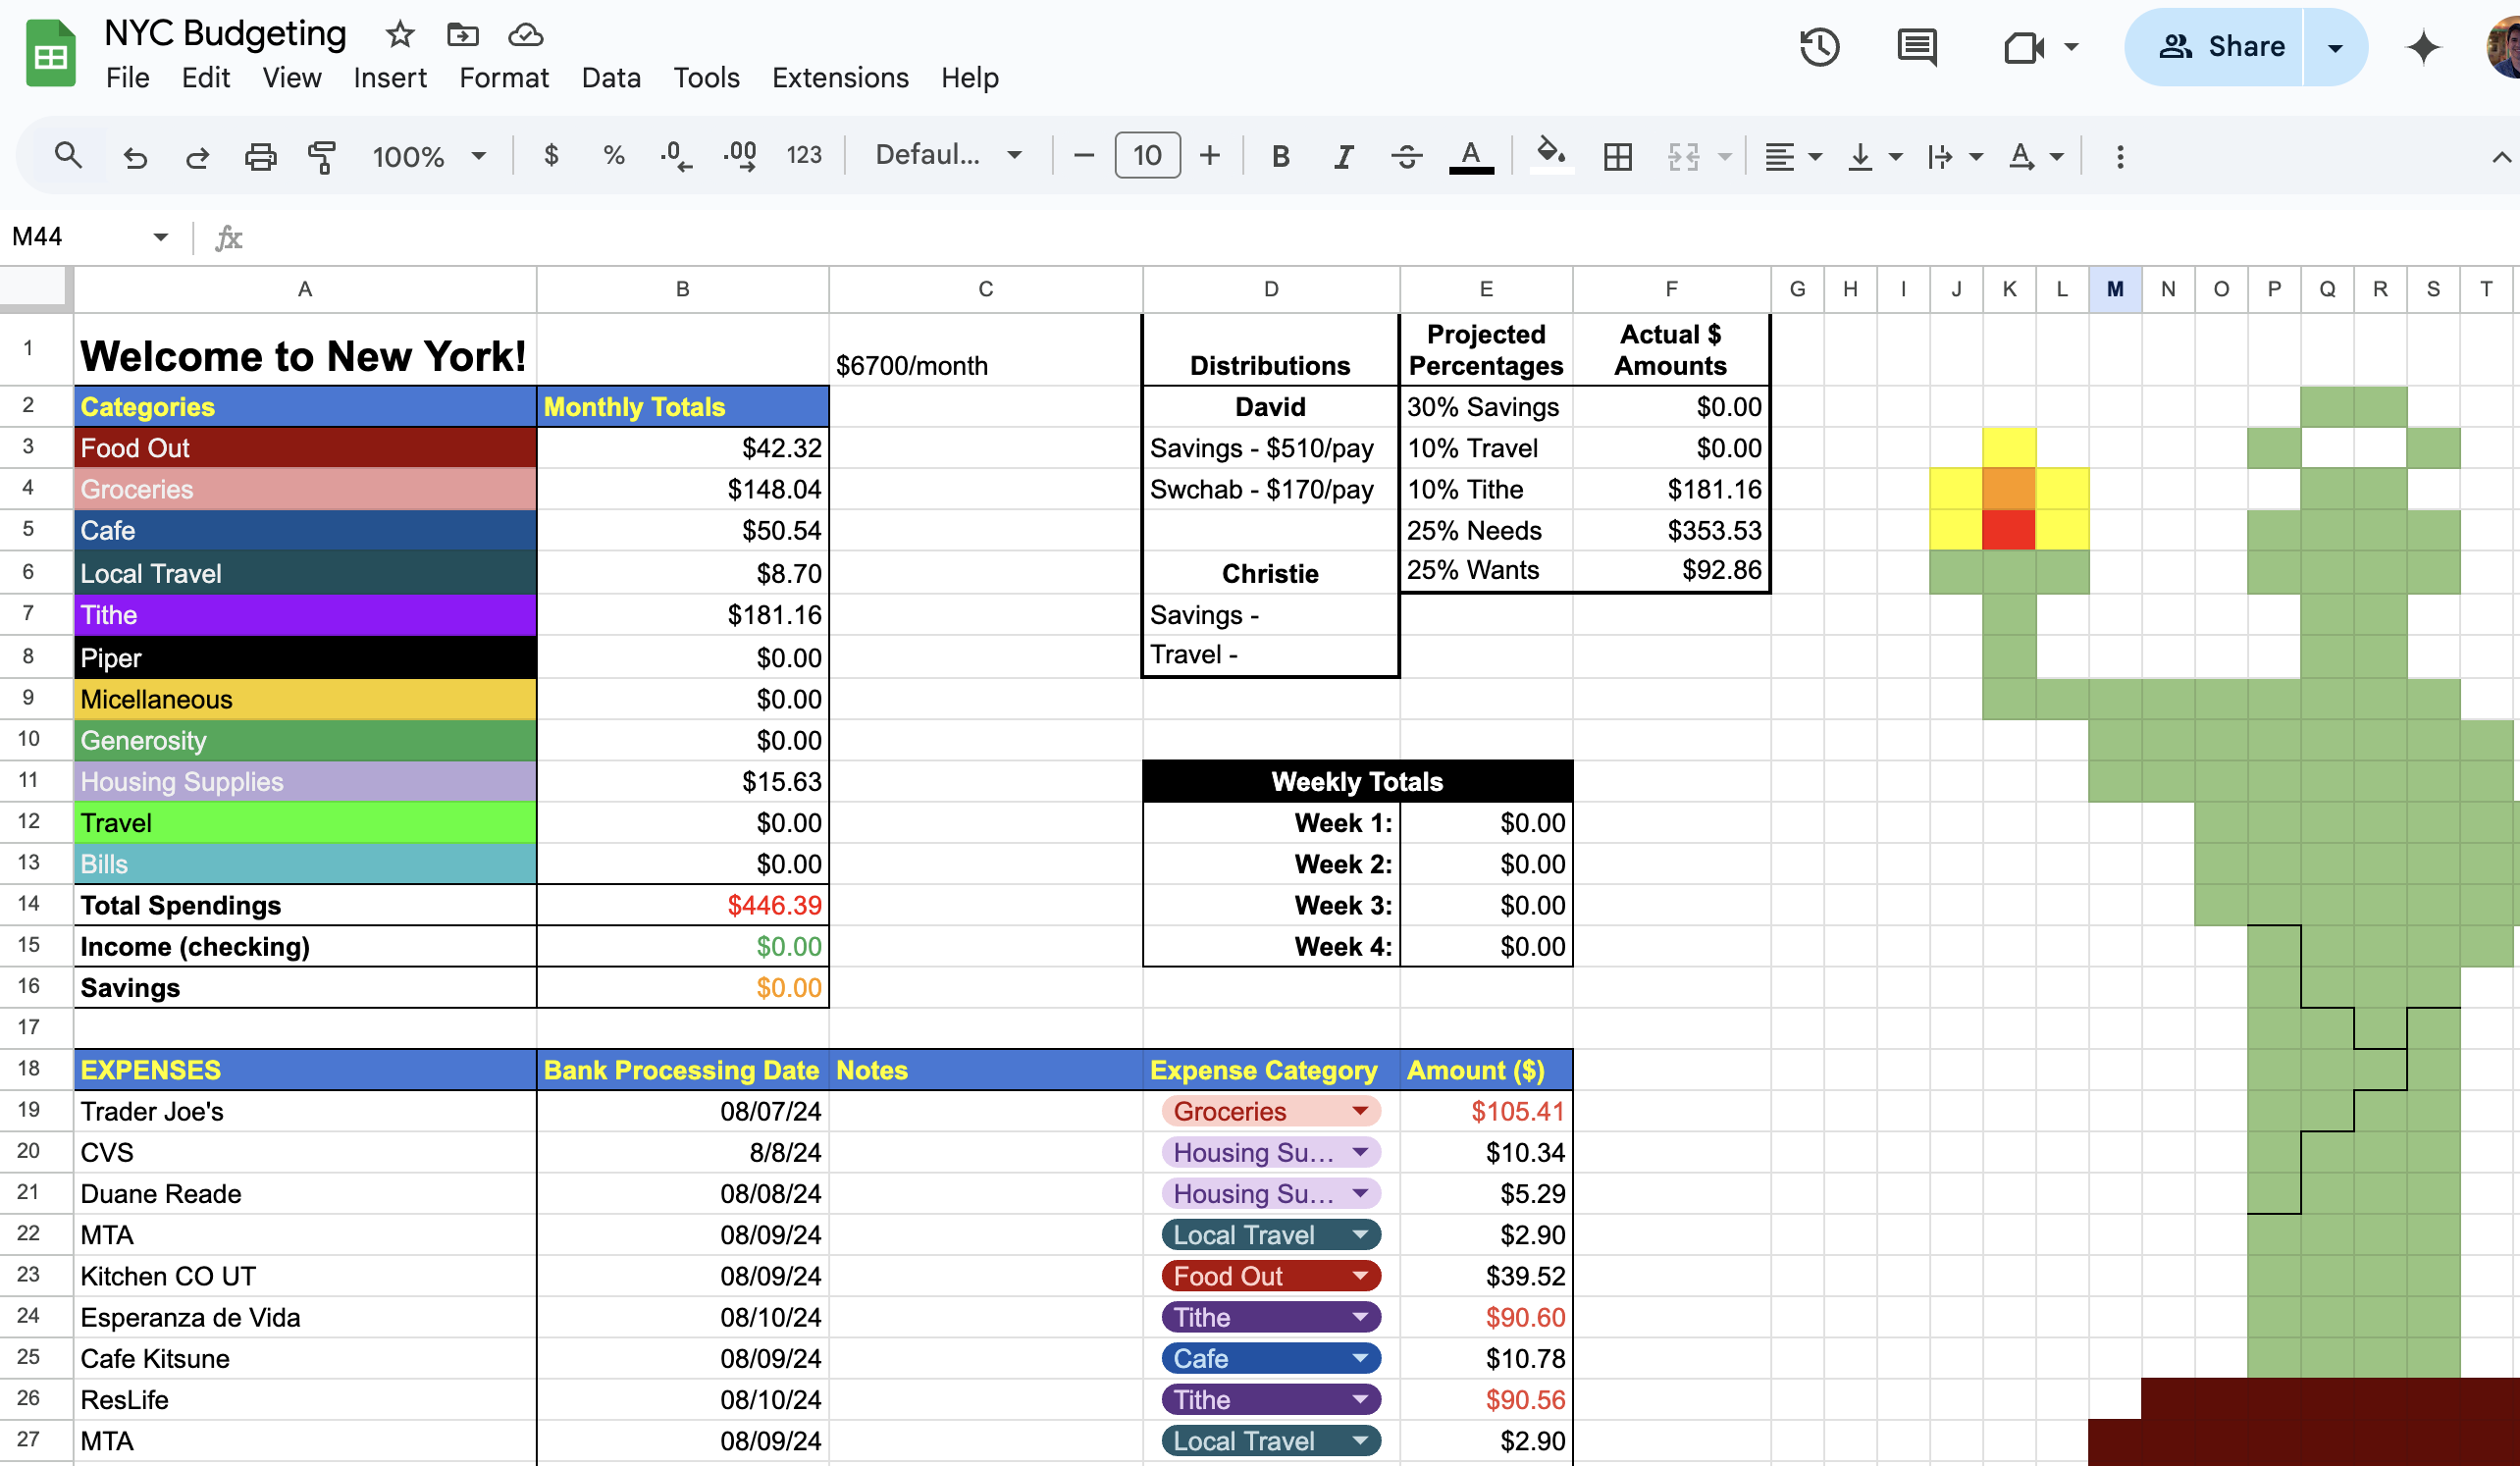 NYC Budgeting
File Edit View Insert Format Data Tools Extensions Help
Share
100% $ % .0 .00 123 Defaul... 10 B I A A
M44 fx
A B C D E F G H I J K L M N O P Q R S T
1 Welcome to New York! $6700/month Distributions Projected Percentages Actual $ Amounts
2 Categories Monthly Totals David 30% Savings $0.00
3 Food Out $42.32 Savings - $510/pay 10% Travel $0.00
4 Groceries $148.04 Swchab - $170/pay 10% Tithe $181.16
5 Cafe $50.54 25% Needs $353.53
6 Local Travel $8.70 Christie 25% Wants $92.86
7 Tithe $181.16 Savings -
8 Piper $0.00 Travel -
9 Micellaneous $0.00
10 Generosity $0.00
11 Housing Supplies $15.63 Weekly Totals
12 Travel $0.00 Week 1: $0.00
13 Bills $0.00 Week 2: $0.00
14 Total Spendings $446.39 Week 3: $0.00
15 Income (checking) $0.00 Week 4: $0.00
16 Savings $0.00
17
18 EXPENSES Bank Processing Date Notes Expense Category Amount ($)
19 Trader Joe's 08/07/24 Groceries $105.41
20 CVS 8/8/24 Housing Su... $10.34
21 Duane Reade 08/08/24 Housing Su... $5.29
22 MTA 08/09/24 Local Travel $2.90
23 Kitchen CO UT 08/09/24 Food Out $39.52
24 Esperanza de Vida 08/10/24 Tithe $90.60
25 Cafe Kitsune 08/09/24 Cafe $10.78
26 ResLife 08/10/24 Tithe $90.56
27 MTA 08/09/24 Local Travel $2.90